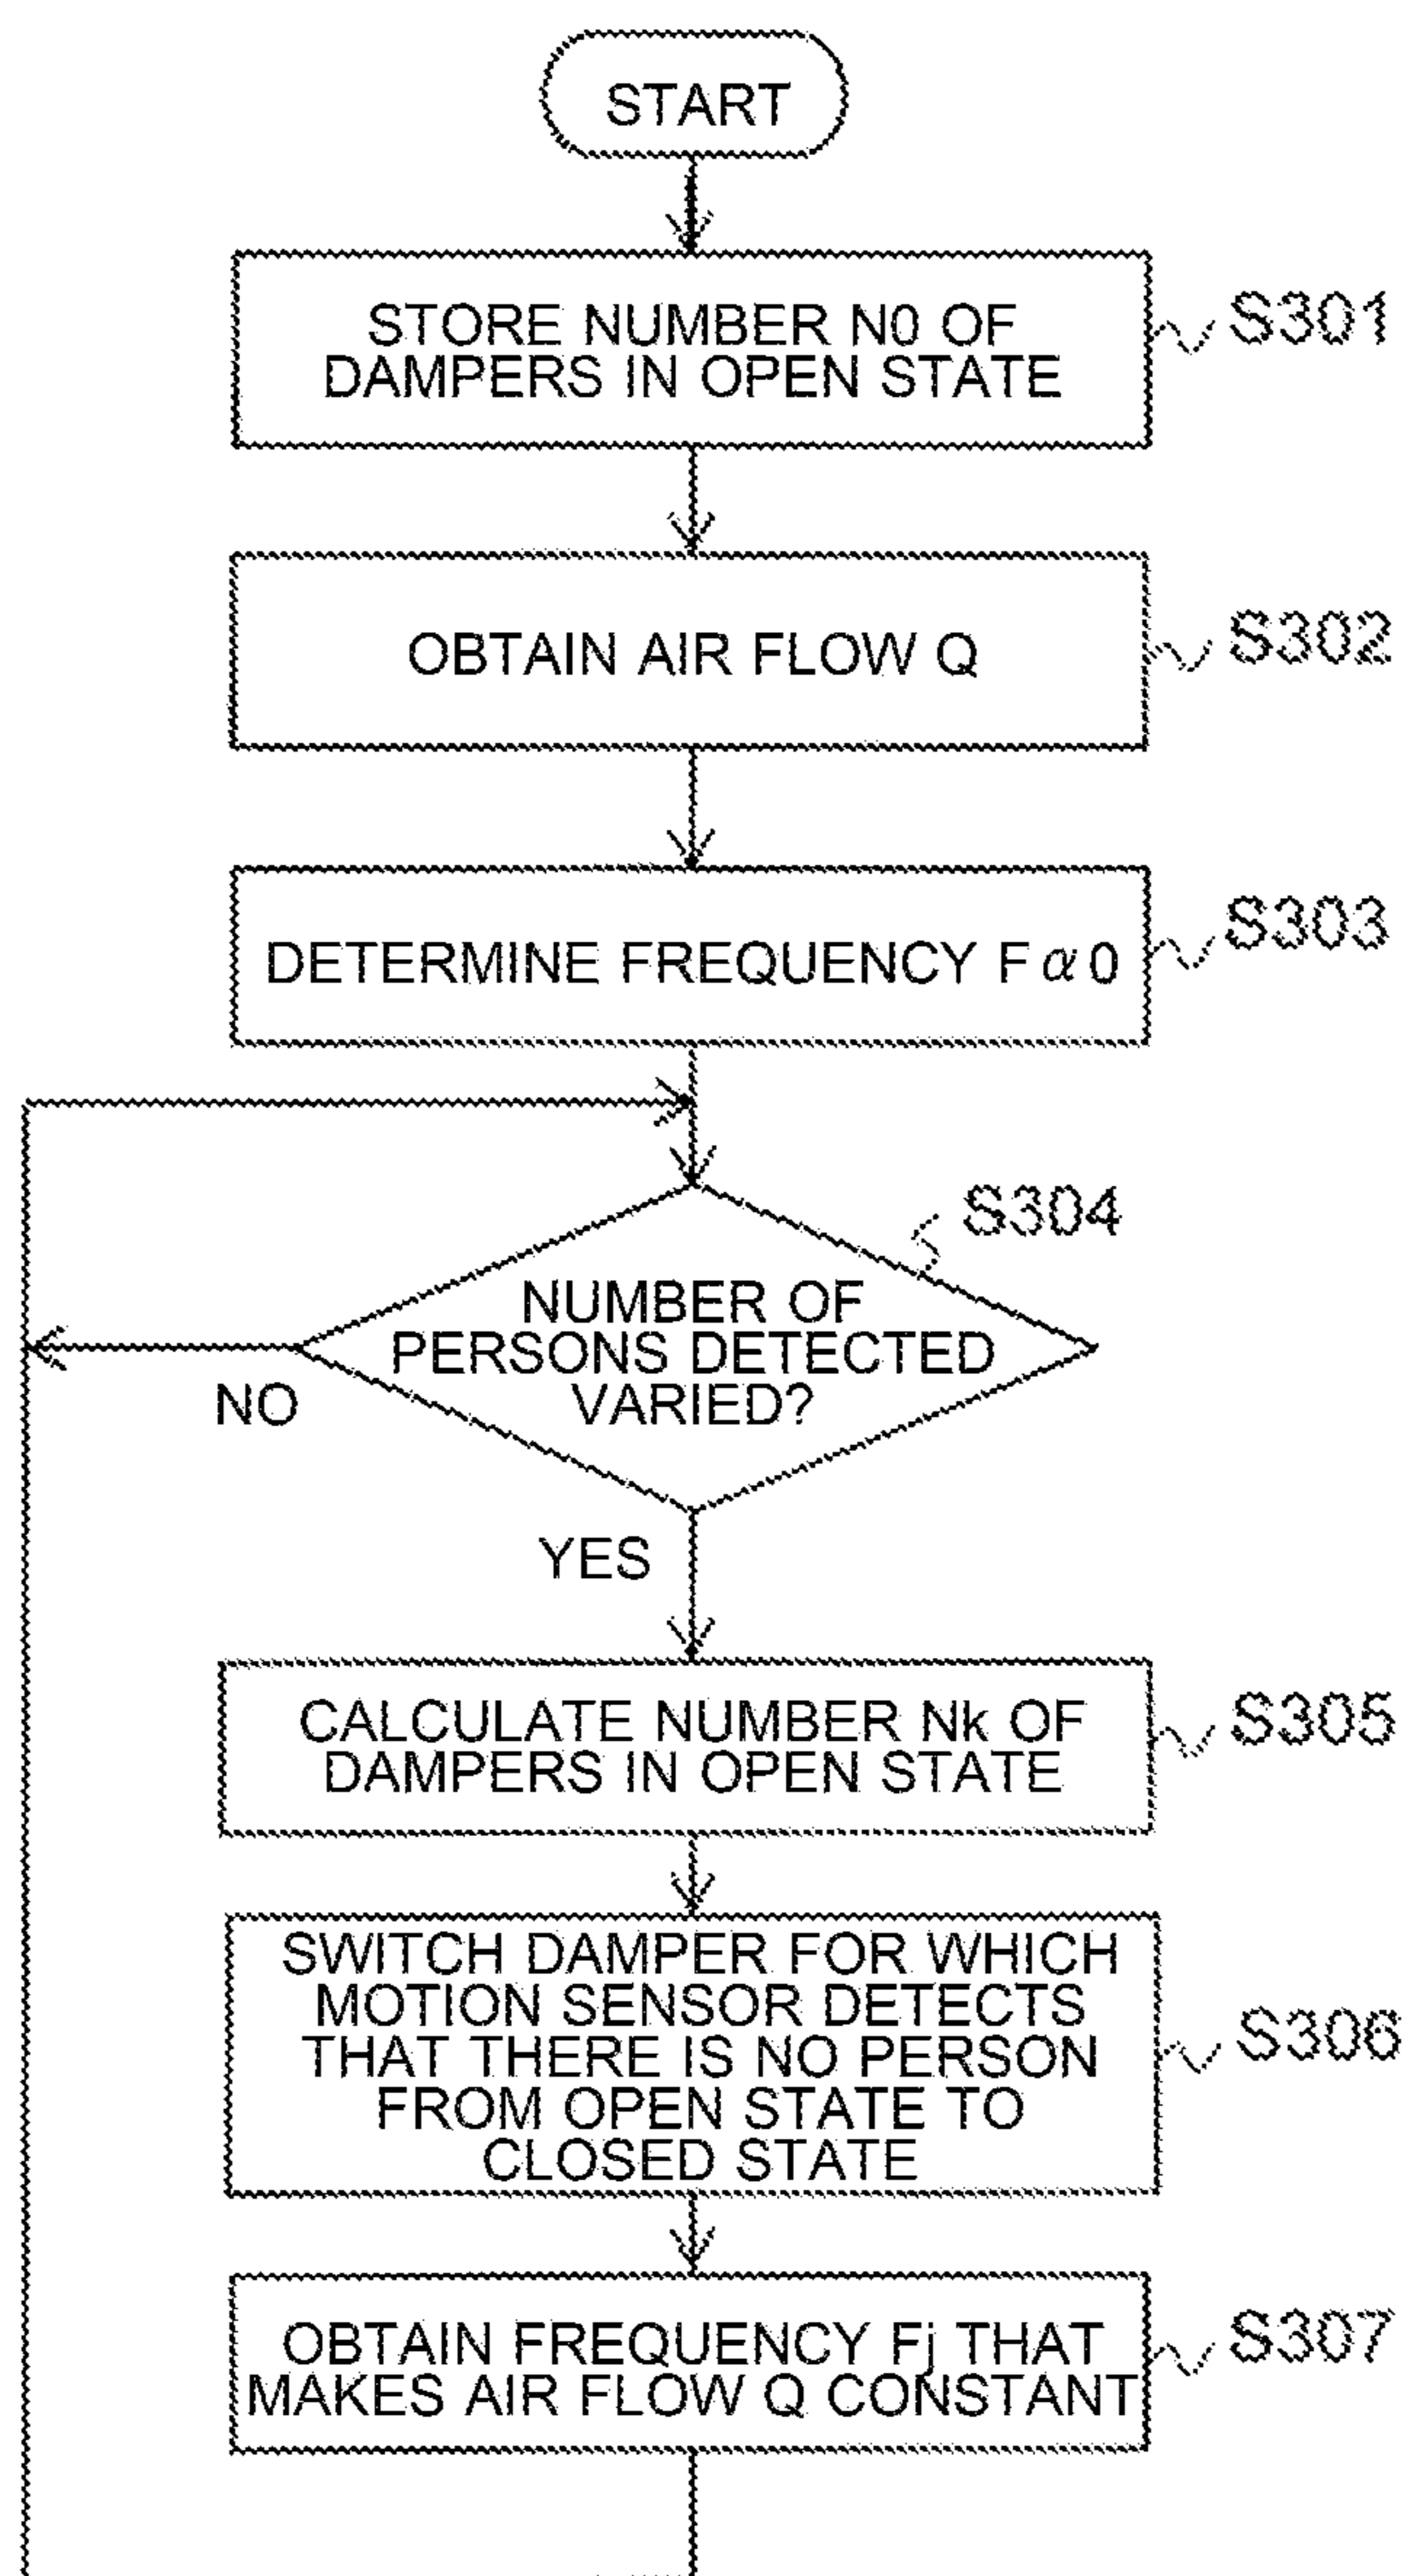 START
STORE NUMBER N0 OF
DAMPERS IN OPEN STATE
S301
OBTAIN AIR FLOW Q
S302
DETERMINE FREQUENCY Fα0
S303
S304
NUMBER OF
PERSONS DETECTED
VARIED?
NO
YES
CALCULATE NUMBER Nk OF
DAMPERS IN OPEN STATE
S305
SWITCH DAMPER FOR WHICH
MOTION SENSOR DETECTS
THAT THERE IS NO PERSON
FROM OPEN STATE TO
CLOSED STATE
S306
OBTAIN FREQUENCY Fj THAT
MAKES AIR FLOW Q CONSTANT
S307